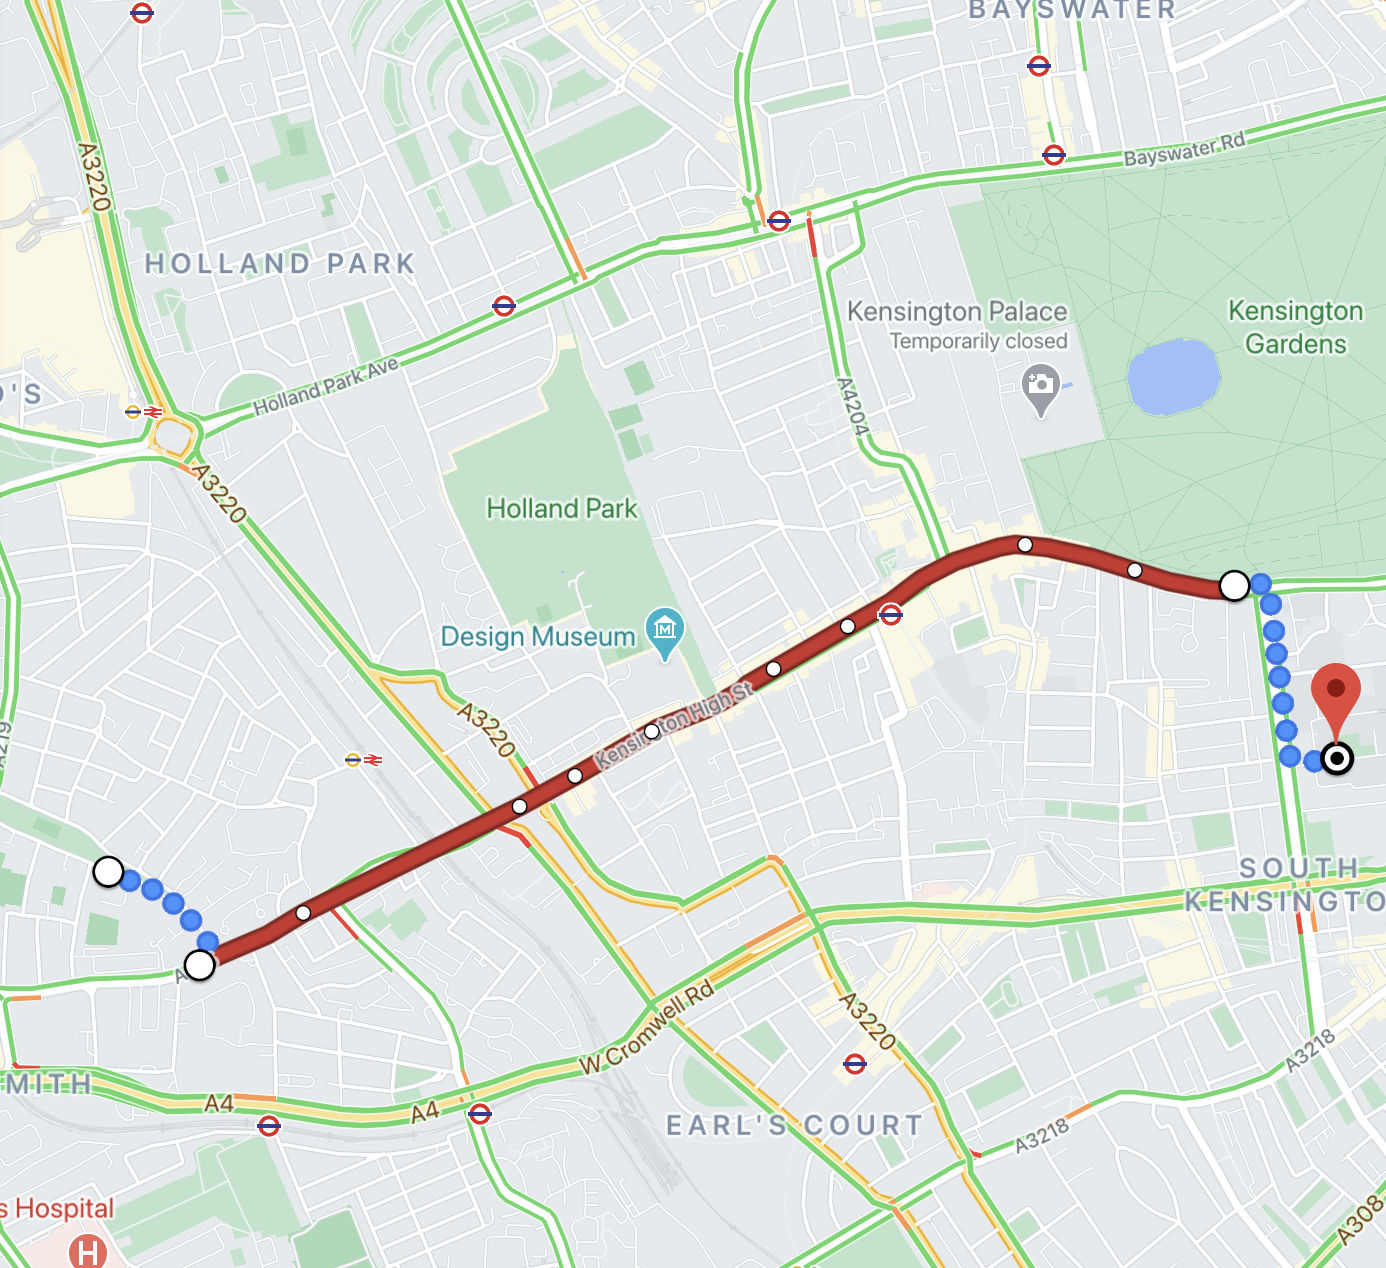 BAYSWATER
Bayswater Rd
A3220
HOLLAND PARK
Kensington Palace
Temporarily closed
Kensington
Gardens
Holland Park Ave
A4204
D'S
A3220
Holland Park
Design Museum
A3220
Kensington High St
A219
SOUTH
KENSINGTO
A
W Cromwell Rd
A3220
A3218
MITH
A4
A4
EARL'S COURT
A3218
s Hospital
H
A308